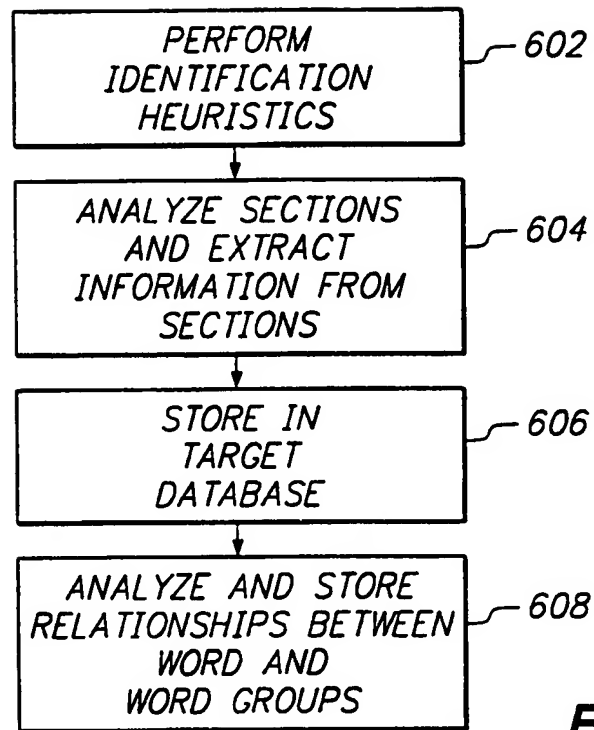 PERFORM
IDENTIFICATION
HEURISTICS
602
ANALYZE SECTIONS
AND EXTRACT
INFORMATION FROM
SECTIONS
604
STORE IN
TARGET
DATABASE
606
ANALYZE AND STORE
RELATIONSHIPS BETWEEN
WORD AND
WORD GROUPS
608